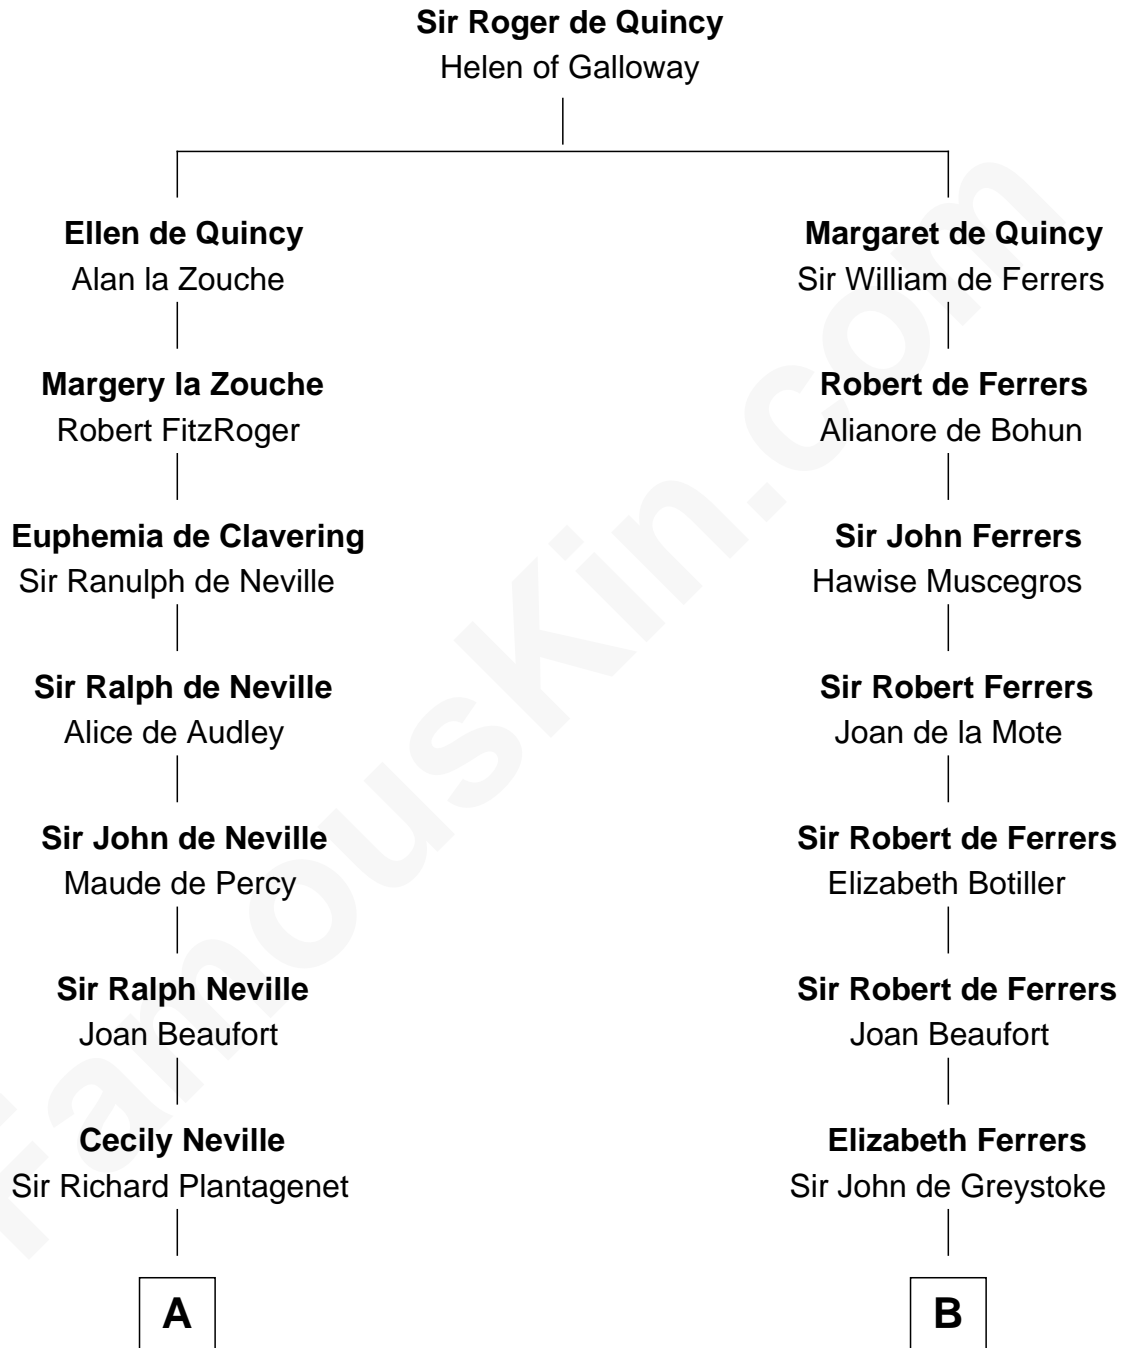 Sir Roger de Quincy
Helen of Galloway
Ellen de Quincy
Alan la Zouche
Margaret de Quincy
Sir William de Ferrers
Margery la Zouche
Robert FitzRoger
Robert de Ferrers
Alianore de Bohun
Euphemia de Clavering
Sir Ranulph de Neville
Sir John Ferrers
Hawise Muscegros
Sir Ralph de Neville
Alice de Audley
Sir Robert Ferrers
Joan de la Mote
Sir John de Neville
Maude de Percy
Sir Robert de Ferrers
Elizabeth Botiller
Sir Ralph Neville
Joan Beaufort
Sir Robert de Ferrers
Joan Beaufort
Cecily Neville
Sir Richard Plantagenet
Elizabeth Ferrers
Sir John de Greystoke
A
B
FamousKin.com